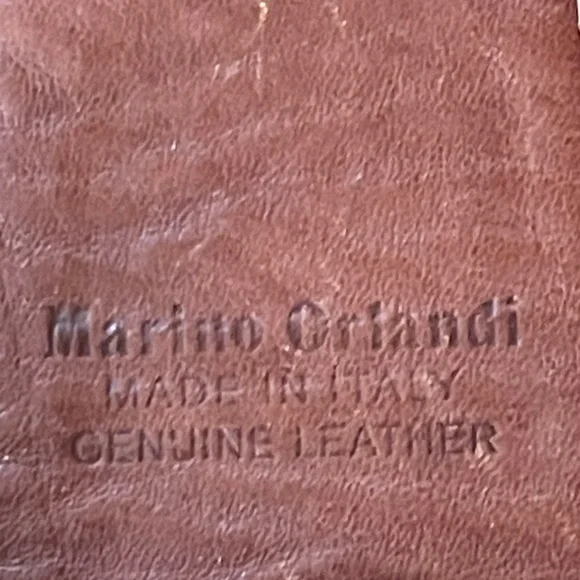 Marino Orlandi
MADE IN ITALY
GENUINE LEATHER